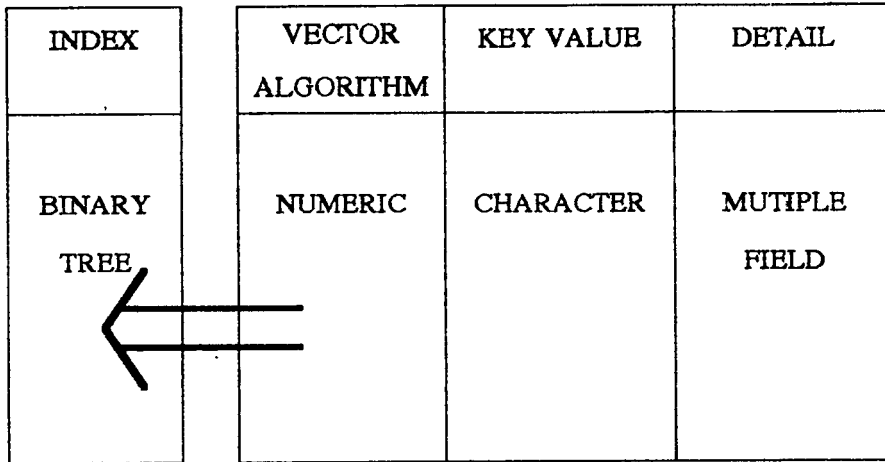 INDEX
VECTOR
ALGORITHM
KEY VALUE
DETAIL
BINARY
TREE
NUMERIC
CHARACTER
MUTIPLE
FIELD